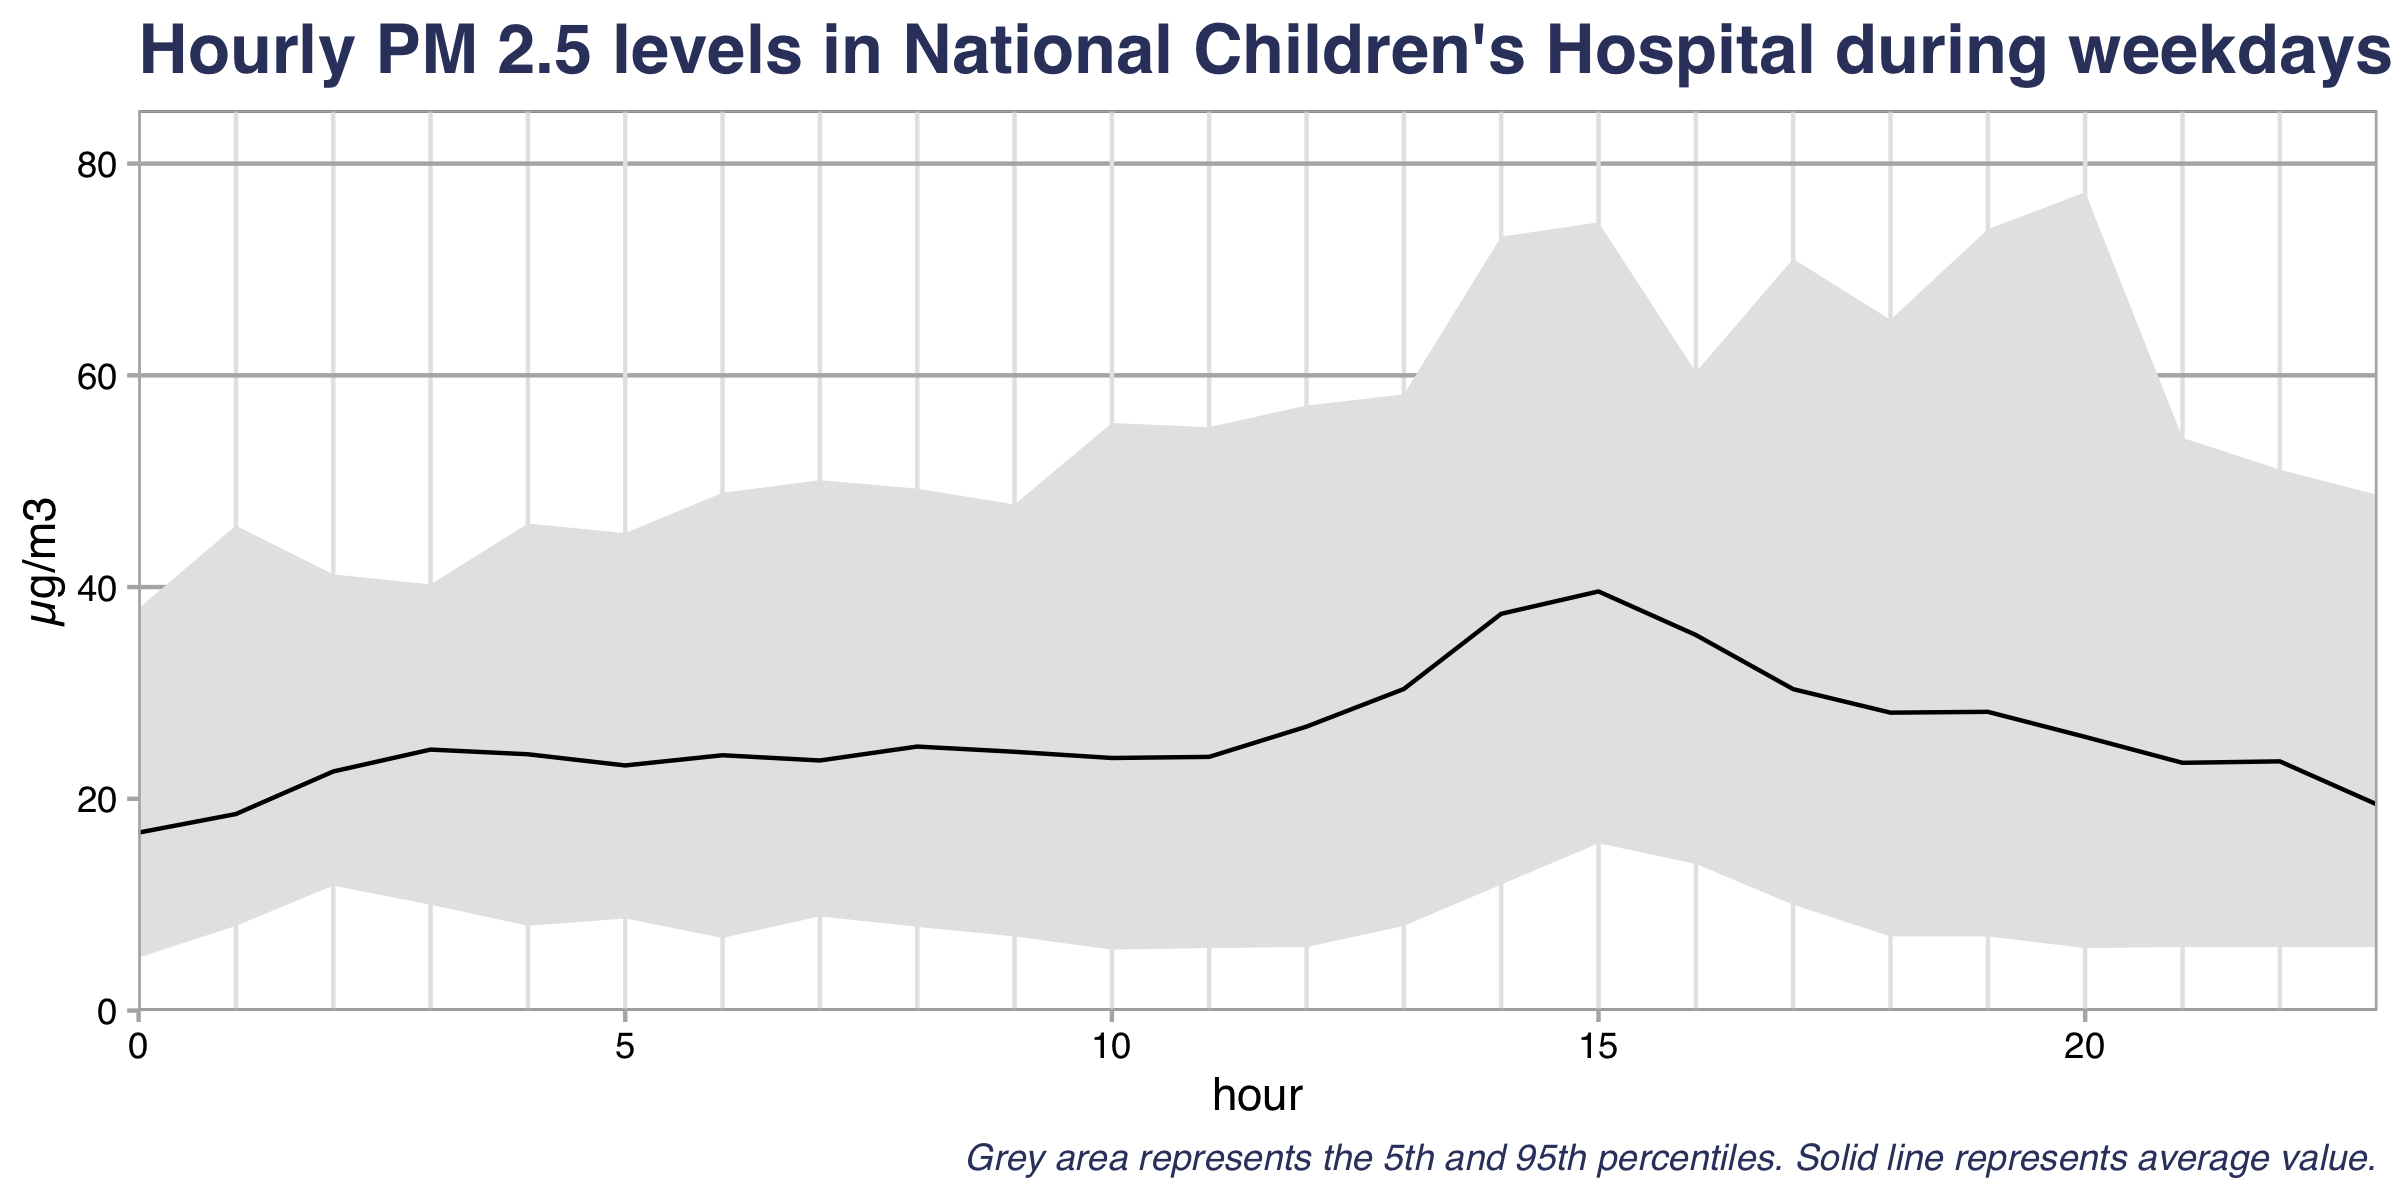 Hourly PM 2.5 levels in National Children's Hospital during weekdays
80
60
40
20
0
µg/m3
0 5 10 15 20
hour
Grey area represents the 5th and 95th percentiles. Solid line represents average value.